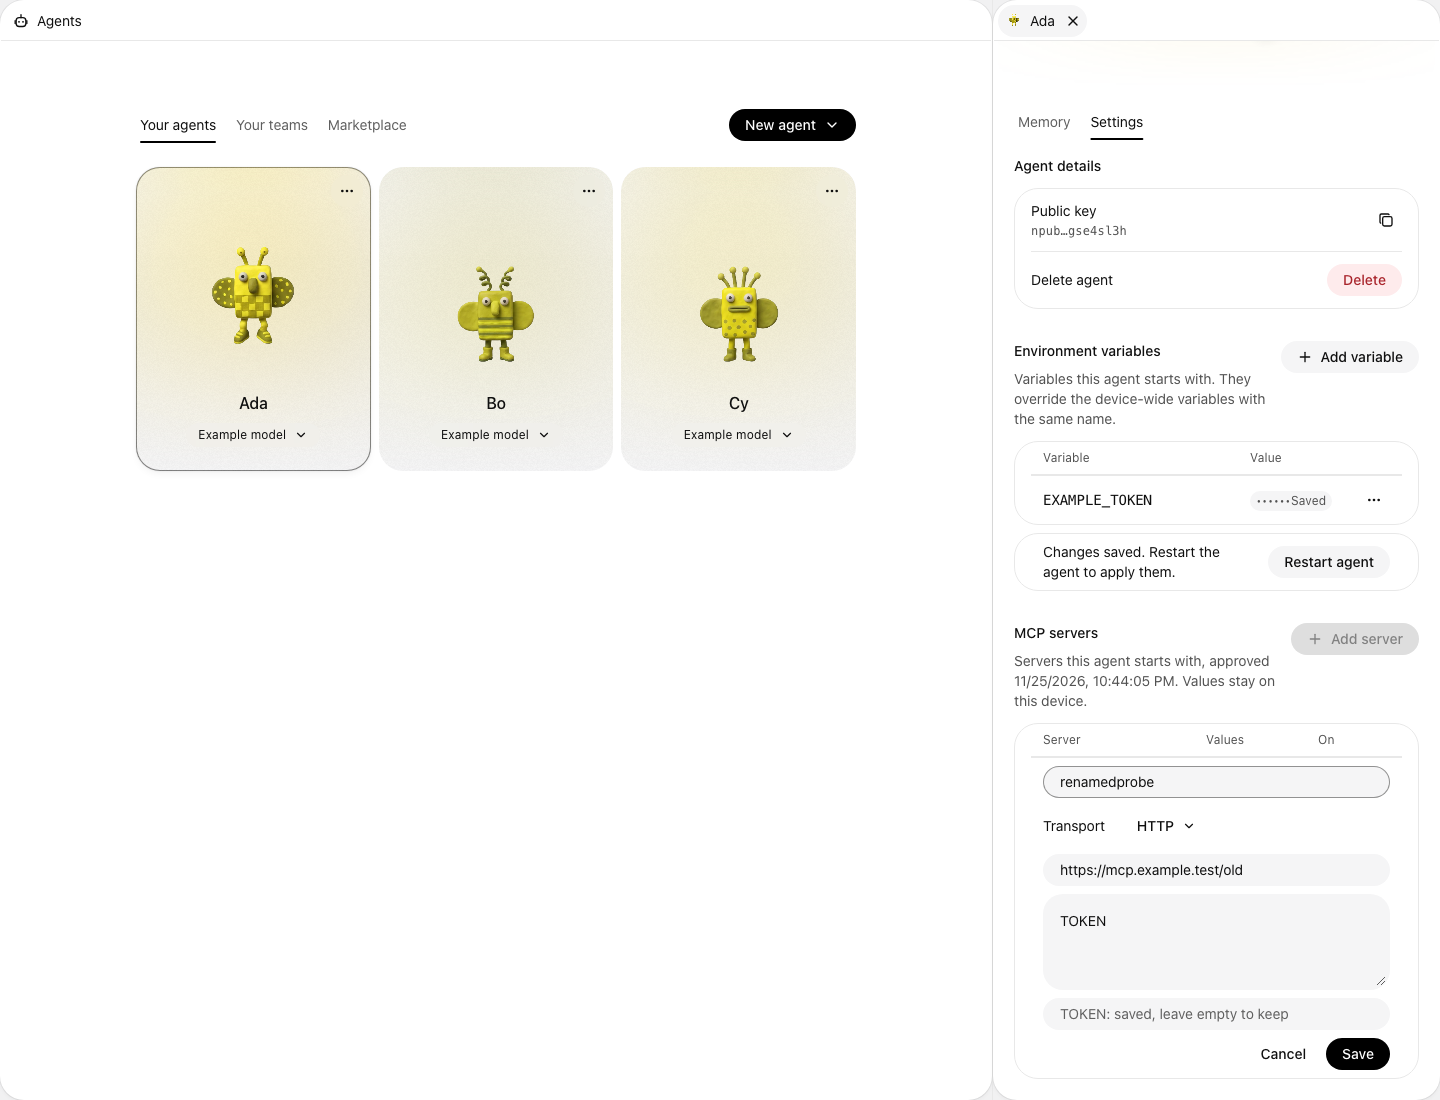 Agents
Your agents
Your teams
Marketplace
New agent
Ada
Example model
Bo
Example model
Cy
Example model
Ada
Memory
Settings
Agent details
Public key
npub…gse4sl3h
Delete agent
Delete
Environment variables
Add variable
Variables this agent starts with. They
override the device-wide variables with
the same name.
Variable
Value
EXAMPLE_TOKEN
••••••Saved
Changes saved. Restart the
agent to apply them.
Restart agent
MCP servers
Add server
Servers this agent starts with, approved
11/25/2026, 10:44:05 PM. Values stay on
this device.
Server
Values
On
renamedprobe
Transport
HTTP
https://mcp.example.test/old
TOKEN
TOKEN: saved, leave empty to keep
Cancel
Save